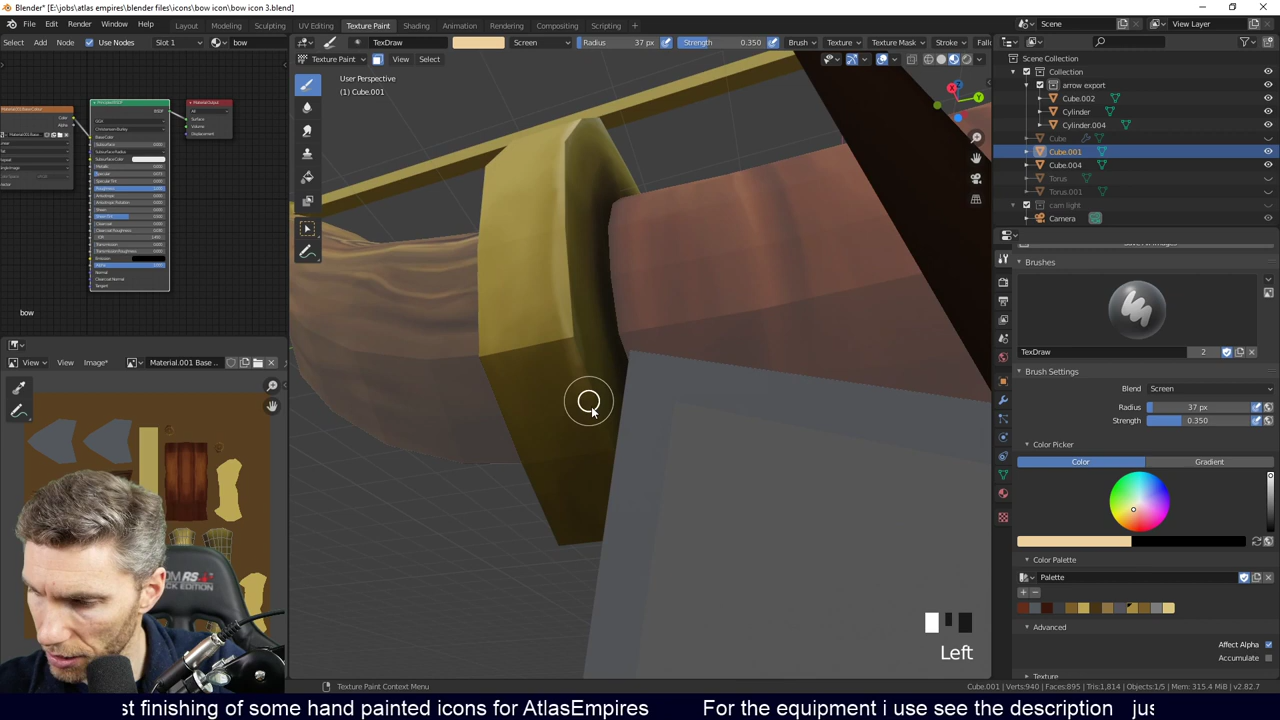 Blender* [E:\jobs\atlas empires\blender files\icons\bow icon\bow icon 3.blend]
File Edit Render Window Help Layout Modeling Sculpting UV Editing Texture Paint Shading Animation Rendering Compositing Scripting Scene View Layer
Select Add Node Use Nodes Slot 1 bow
TexDraw Screen Radius 37 px Strength 0.350 Brush Texture Texture Mask Stroke
Texture Paint View Select
User Perspective
(1) Cube.001
Scene Collection
Collection
arrow export
Cube.002
Cylinder
Cylinder.004
Cube
Cube.001
Cube.004
Torus
Torus.001
cam light
Camera
bow
View View Image* Material.001 Base ..
Brushes
TexDraw 2
Brush Settings
Blend Screen
Radius 37 px
Strength 0.350
Color Picker
Color Gradient
Color Palette
Palette
Advanced
Affect Alpha
Accumulate
Texture
Left
Texture Paint Context Menu
Cube.001 | Verts:940 | Faces:895 | Tris:1,814 | Objects:1/5 | Mem: 315.4 MiB | v2.82.7
st finishing of some hand painted icons for AtlasEmpires For the equipment i use see the description jus